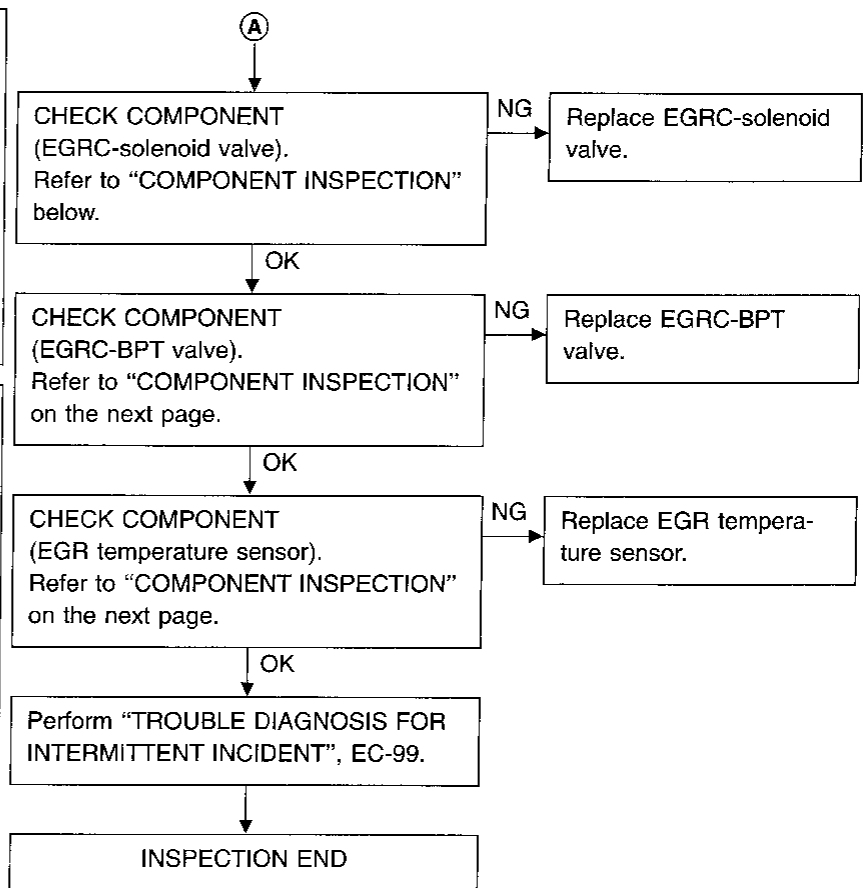 A
CHECK COMPONENT
(EGRC-solenoid valve).
Refer to “COMPONENT INSPECTION”
below.
NG
Replace EGRC-solenoid
valve.
OK
CHECK COMPONENT
(EGRC-BPT valve).
Refer to “COMPONENT INSPECTION”
on the next page.
NG
Replace EGRC-BPT
valve.
OK
CHECK COMPONENT
(EGR temperature sensor).
Refer to “COMPONENT INSPECTION”
on the next page.
NG
Replace EGR tempera-
ture sensor.
OK
Perform “TROUBLE DIAGNOSIS FOR
INTERMITTENT INCIDENT”, EC-99.
INSPECTION END